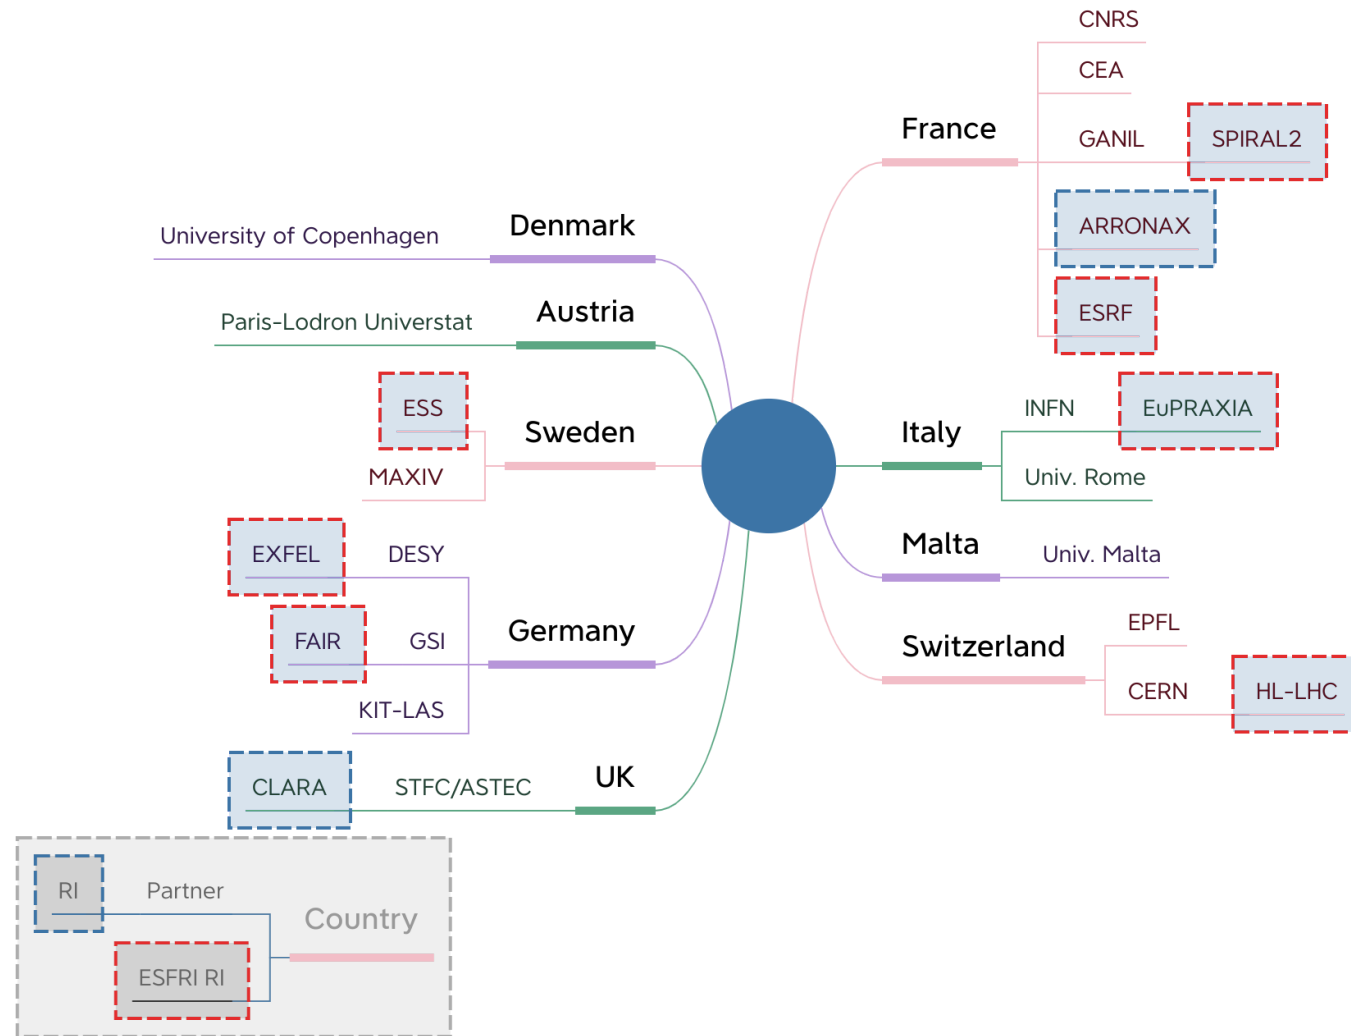 CNRS
CEA
France
GANIL
SPIRAL2
ARRONAX
ESRF
Denmark
University of Copenhagen
Austria
Paris-Lodron Universtat
ESS
Sweden
MAXIV
Italy
INFN
EuPRAXIA
Univ. Rome
Malta
Univ. Malta
EXFEL
DESY
Germany
FAIR
GSI
KIT-LAS
Switzerland
EPFL
CERN
HL-LHC
UK
STFC/ASTEC
CLARA
RI
Partner
Country
ESFRI RI